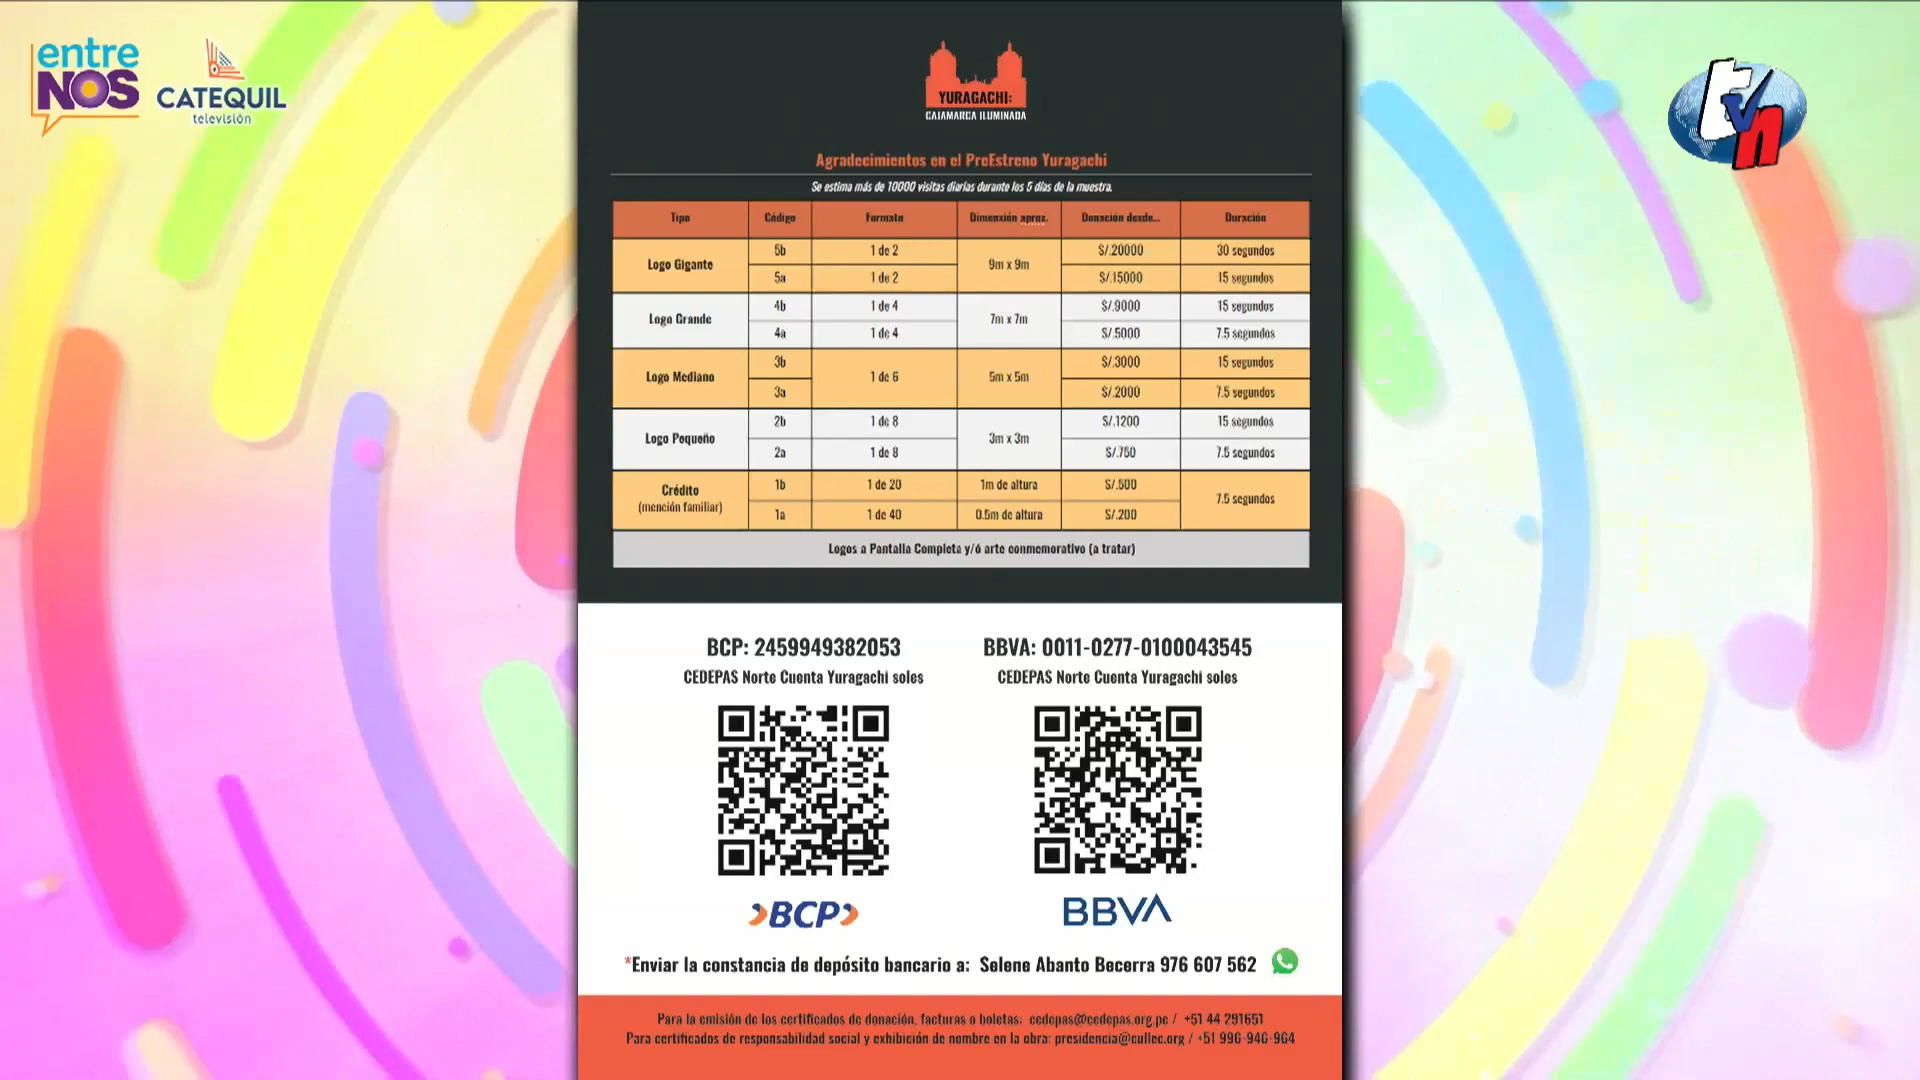 entre
NOS
CATEQUIL
televisión
Tvn
YURAGACHI:
CAJAMARCA ILUMINADA
Agradecimientos en el PreEstreno Yuragachi
Se estima más de 10000 visitas diarias durante los 5 días de la muestra.
Tipo Código Formato Dimensión aprox. Donación desde... Duración
Logo Gigante 5b 1 de 2 9m x 9m S/.20000 30 segundos
5a 1 de 2 S/.15000 15 segundos
Logo Grande 4b 1 de 4 7m x 7m S/.9000 15 segundos
4a 1 de 4 S/.5000 7.5 segundos
Logo Mediano 3b 1 de 6 5m x 5m S/.3000 15 segundos
3a S/.2000 7.5 segundos
Logo Pequeño 2b 1 de 8 3m x 3m S/.1200 15 segundos
2a 1 de 8 S/.750 7.5 segundos
Crédito 1b 1 de 20 1m de altura S/.500 7.5 segundos
(mención familiar) 1a 1 de 40 0.5m de altura S/.200
Logos a Pantalla Completa y/ó arte conmemorativo (a tratar)
BCP: 2459949382053 BBVA: 0011-0277-0100043545
CEDEPAS Norte Cuenta Yuragachi soles CEDEPAS Norte Cuenta Yuragachi soles
BCP BBVA
*Enviar la constancia de depósito bancario a: Selene Abanto Becerra 976 607 562
Para la emisión de los certificados de donación, facturas o boletas: cedepas@cedepas.org.pe / +51 44 291651
Para certificados de responsabilidad social y exhibición de nombre en la obra: presidencia@cullec.org / +51 996-946-964